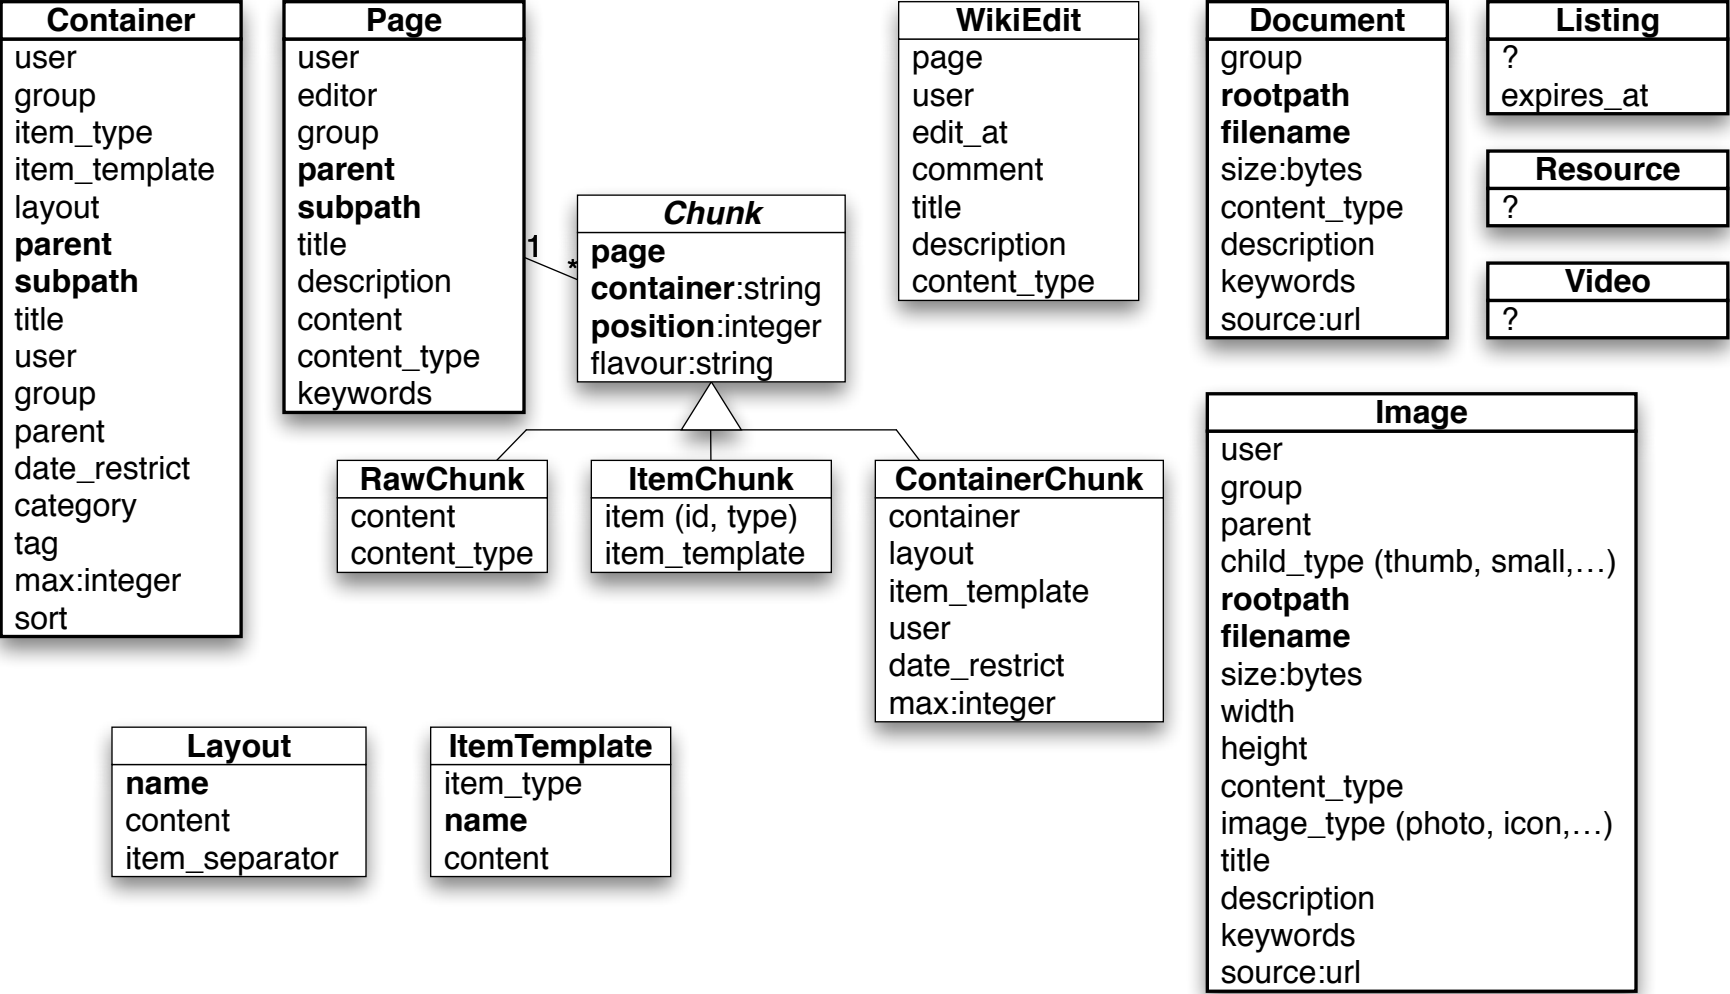 Container
user
group
item_type
item_template
layout
parent
subpath
title
user
group
parent
date_restrict
category
tag
max:integer
sort
Page
user
editor
group
parent
subpath
title
description
content
content_type
keywords
1
*
Chunk
page
container:string
position:integer
flavour:string
RawChunk
content
content_type
ItemChunk
item (id, type)
item_template
ContainerChunk
container
layout
item_template
user
date_restrict
max:integer
Layout
name
content
item_separator
ItemTemplate
item_type
name
content
WikiEdit
page
user
edit_at
comment
title
description
content_type
Document
group
rootpath
filename
size:bytes
content_type
description
keywords
source:url
Listing
?
expires_at
Resource
?
Video
?
Image
user
group
parent
child_type (thumb, small,…)
rootpath
filename
size:bytes
width
height
content_type
image_type (photo, icon,…)
title
description
keywords
source:url